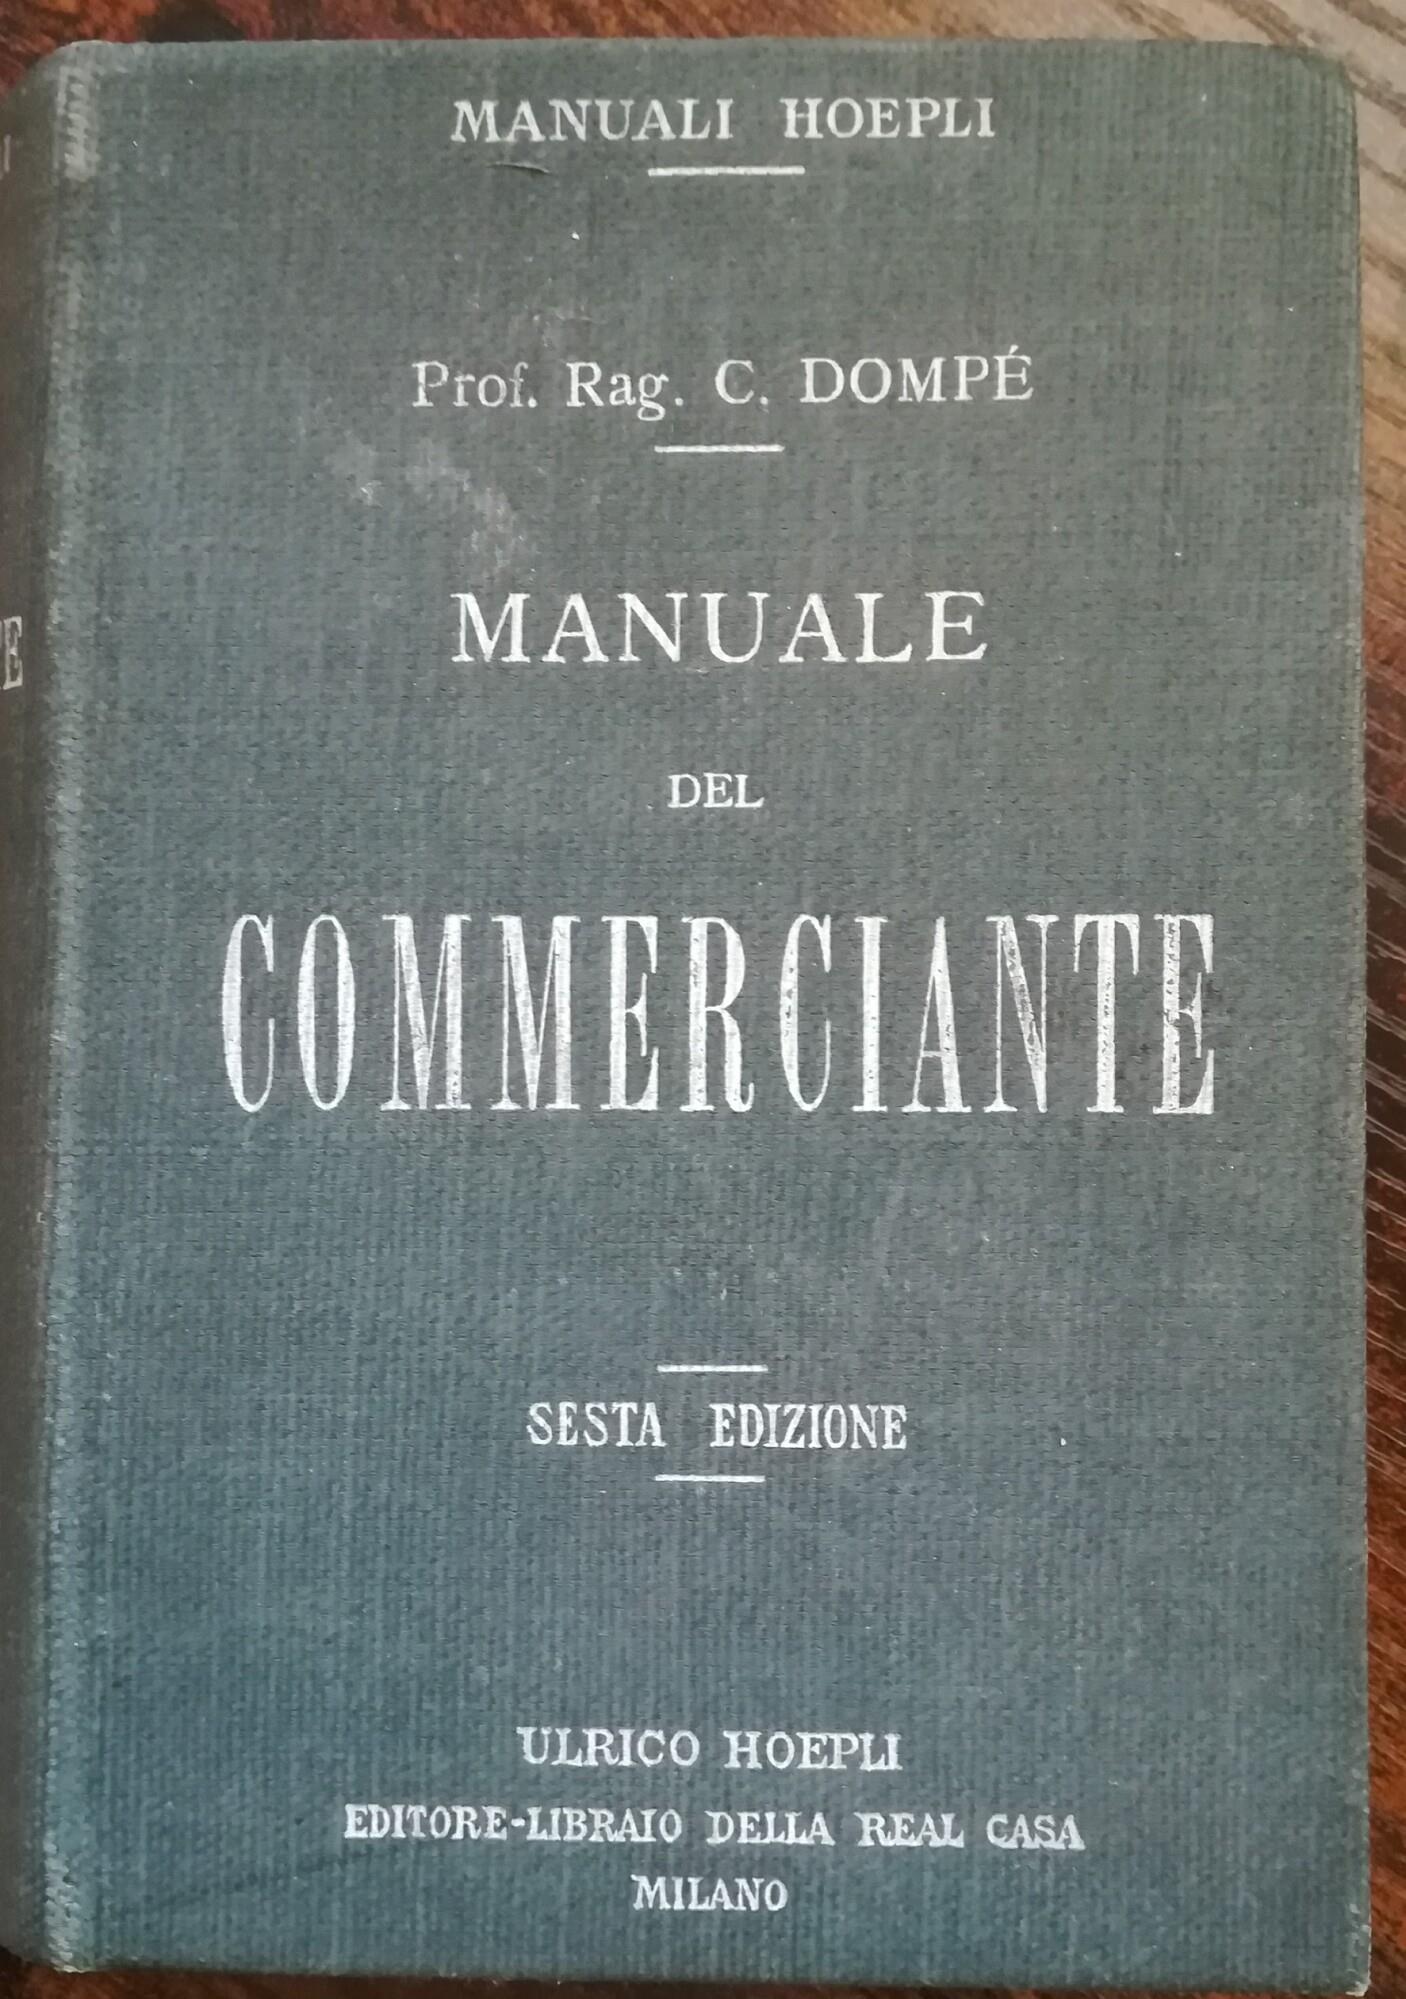 MANUALI HOEPLI
Prof. Rag. C. DOMPÉ
MANUALE
DEL
COMMERCIANTE
SESTA EDIZIONE
ULRICO HOEPLI
EDITORE-LIBRAIO DELLA REAL CASA
MILANO